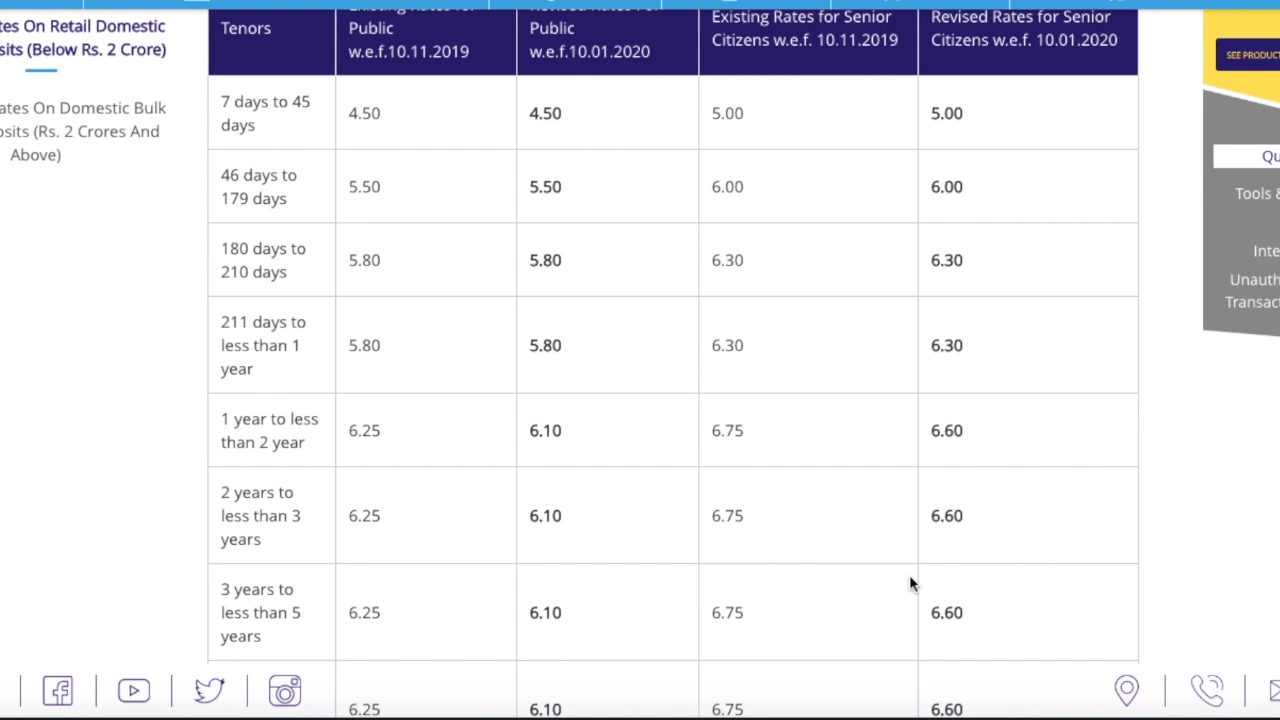 tes On Retail Domestic
sits (Below Rs. 2 Crore)
ates On Domestic Bulk
osits (Rs. 2 Crores And
Above)
Tenors
Public
w.e.f.10.11.2019
Public
w.e.f.10.01.2020
Existing Rates for Senior
Citizens w.e.f. 10.11.2019
Revised Rates for Senior
Citizens w.e.f. 10.01.2020
7 days to 45
days
4.50
4.50
5.00
5.00
46 days to
179 days
5.50
5.50
6.00
6.00
180 days to
210 days
5.80
5.80
6.30
6.30
211 days to
less than 1
year
5.80
5.80
6.30
6.30
1 year to less
than 2 year
6.25
6.10
6.75
6.60
2 years to
less than 3
years
6.25
6.10
6.75
6.60
3 years to
less than 5
years
6.25
6.10
6.75
6.60
6.25
6.10
6.75
6.60
SEE PRODUCT
Qu
Tools &
Inte
Unauth
Transact